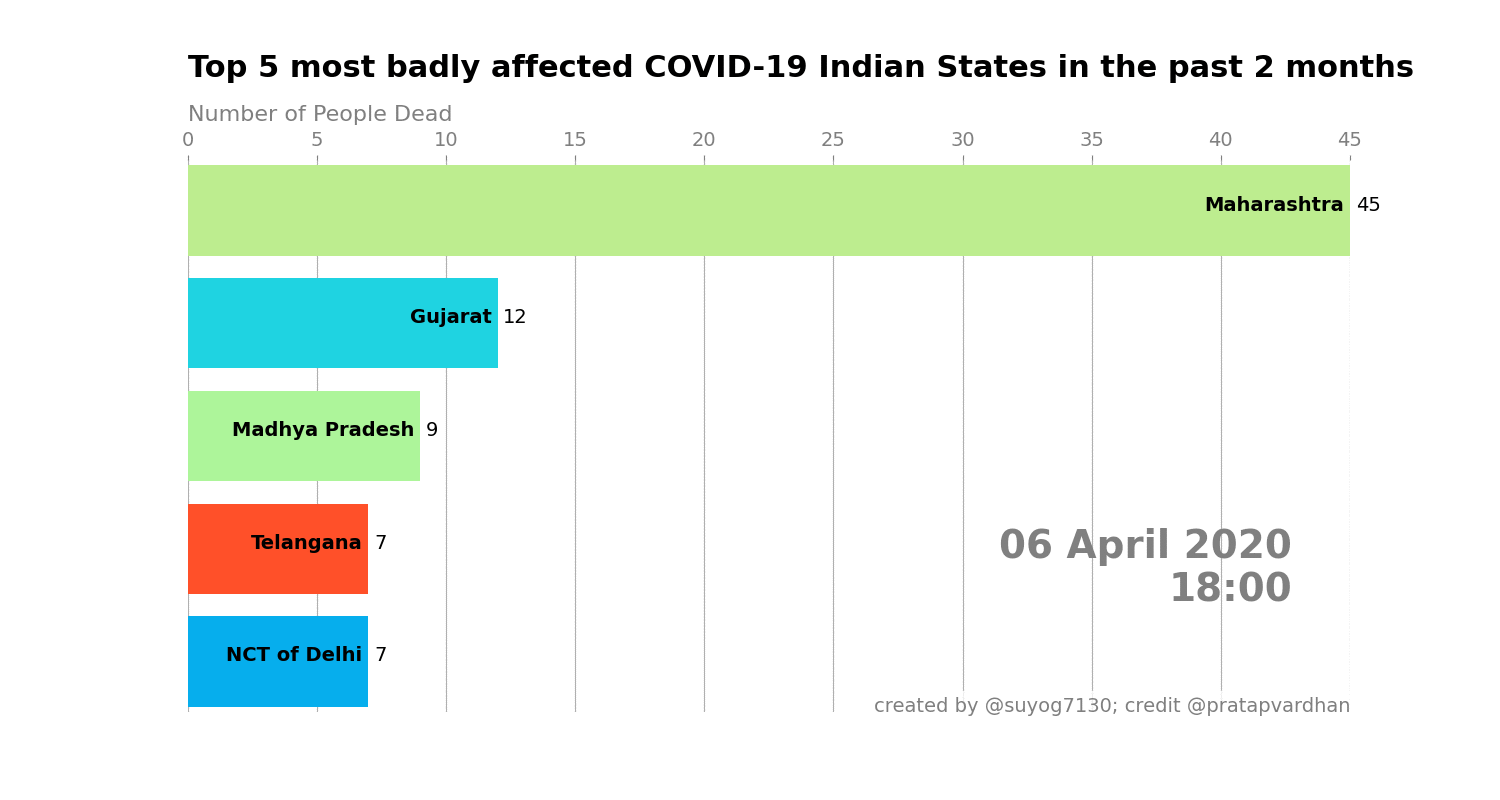 Top 5 most badly affected COVID-19 Indian States in the past 2 months
Number of People Dead
0 5 10 15 20 25 30 35 40 45
Maharashtra 45
Gujarat 12
Madhya Pradesh 9
Telangana 7
06 April 2020
18:00
NCT of Delhi 7
created by @suyog7130; credit @pratapvardhan